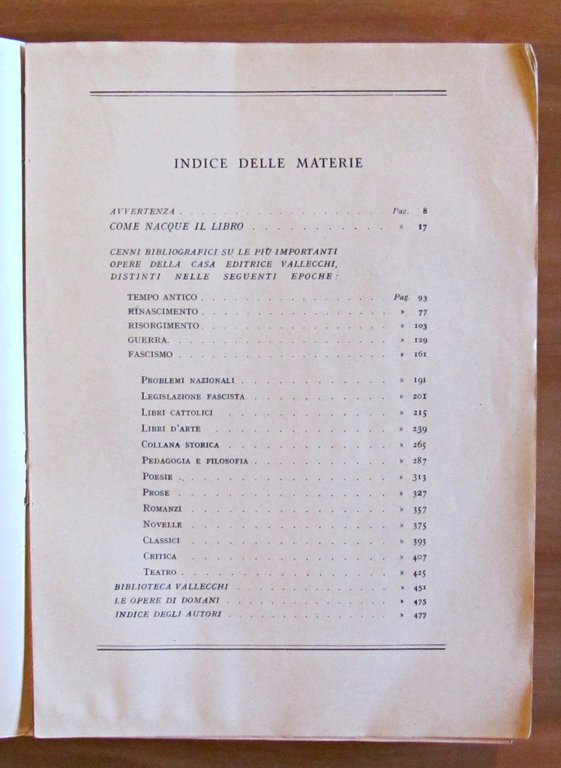 INDICE DELLE MATERIE
AVVERTENZA . . . . . . . . . . . . . . . . Pag. 8
COME NACQUE IL LIBRO . . . . . . . . . . . » 17
CENNI BIBLIOGRAFICI SU LE PIÙ IMPORTANTI
OPERE DELLA CASA EDITRICE VALLECCHI,
DISTINTI NELLE SEGUENTI EPOCHE:
TEMPO ANTICO . . . . . . . . . . . . . . Pag. 93
RINASCIMENTO . . . . . . . . . . . . . . » 77
RISORGIMENTO . . . . . . . . . . . . . . » 103
GUERRA . . . . . . . . . . . . . . . . » 129
FASCISMO . . . . . . . . . . . . . . . » 161
PROBLEMI NAZIONALI . . . . . . . . . . . » 191
LEGISLAZIONE FASCISTA . . . . . . . . . . » 201
LIBRI CATTOLICI . . . . . . . . . . . . » 215
LIBRI D'ARTE . . . . . . . . . . . . . » 239
COLLANA STORICA . . . . . . . . . . . . » 265
PEDAGOGIA E FILOSOFIA . . . . . . . . . . » 287
POESIE . . . . . . . . . . . . . . . » 313
PROSE . . . . . . . . . . . . . . . » 327
ROMANZI . . . . . . . . . . . . . . » 357
NOVELLE . . . . . . . . . . . . . . » 375
CLASSICI . . . . . . . . . . . . . . » 393
CRITICA . . . . . . . . . . . . . . » 407
TEATRO . . . . . . . . . . . . . . . » 425
BIBLIOTECA VALLECCHI . . . . . . . . . . . » 451
LE OPERE DI DOMANI . . . . . . . . . . . . » 475
INDICE DEGLI AUTORI . . . . . . . . . . . . » 477